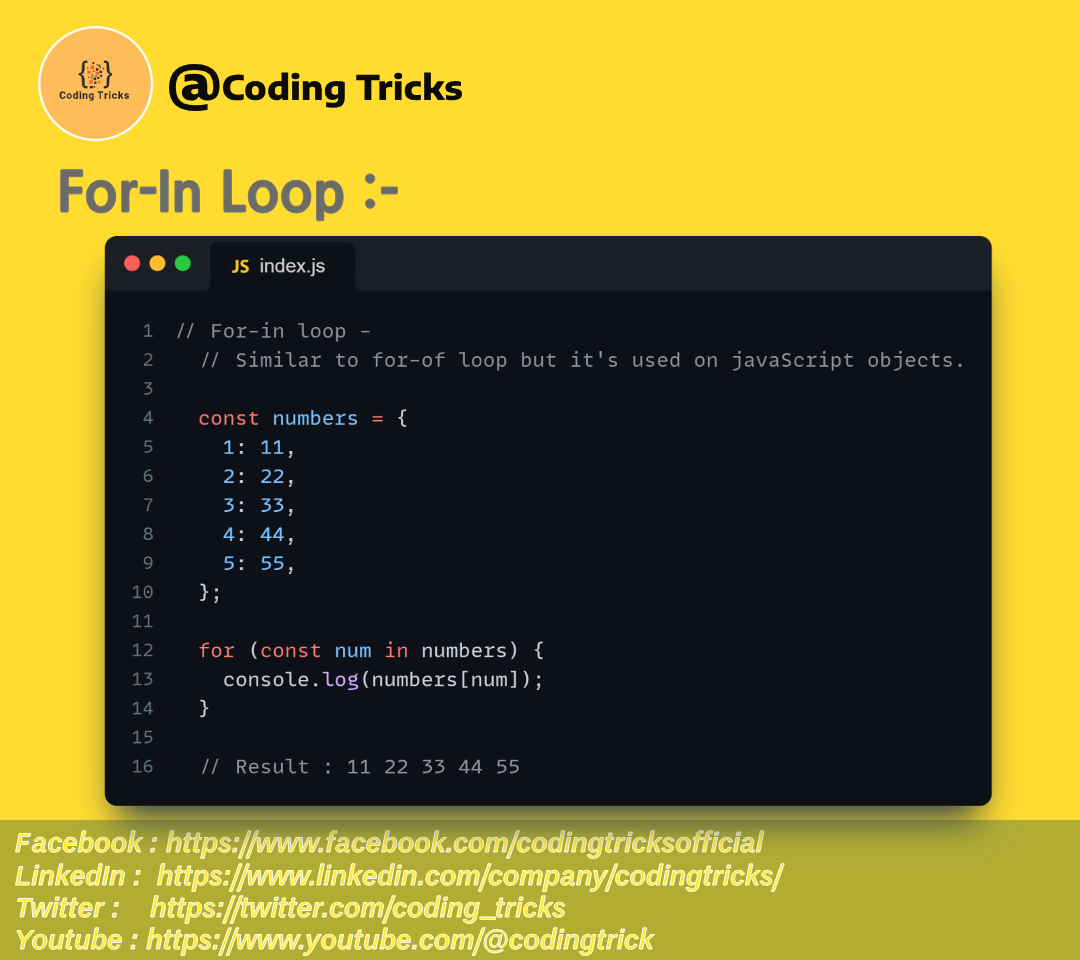 Coding Tricks
@Coding Tricks
For-In Loop :-
JS index.js
1 // For-in loop -
2 // Similar to for-of loop but it's used on javaScript objects.
3
4 const numbers = {
5 1: 11,
6 2: 22,
7 3: 33,
8 4: 44,
9 5: 55,
10 };
11
12 for (const num in numbers) {
13 console.log(numbers[num]);
14 }
15
16 // Result : 11 22 33 44 55
Facebook : https://www.facebook.com/codingtricksofficial
LinkedIn : https://www.linkedin.com/company/codingtricks/
Twitter : https://twitter.com/coding_tricks
Youtube : https://www.youtube.com/@codingtrick